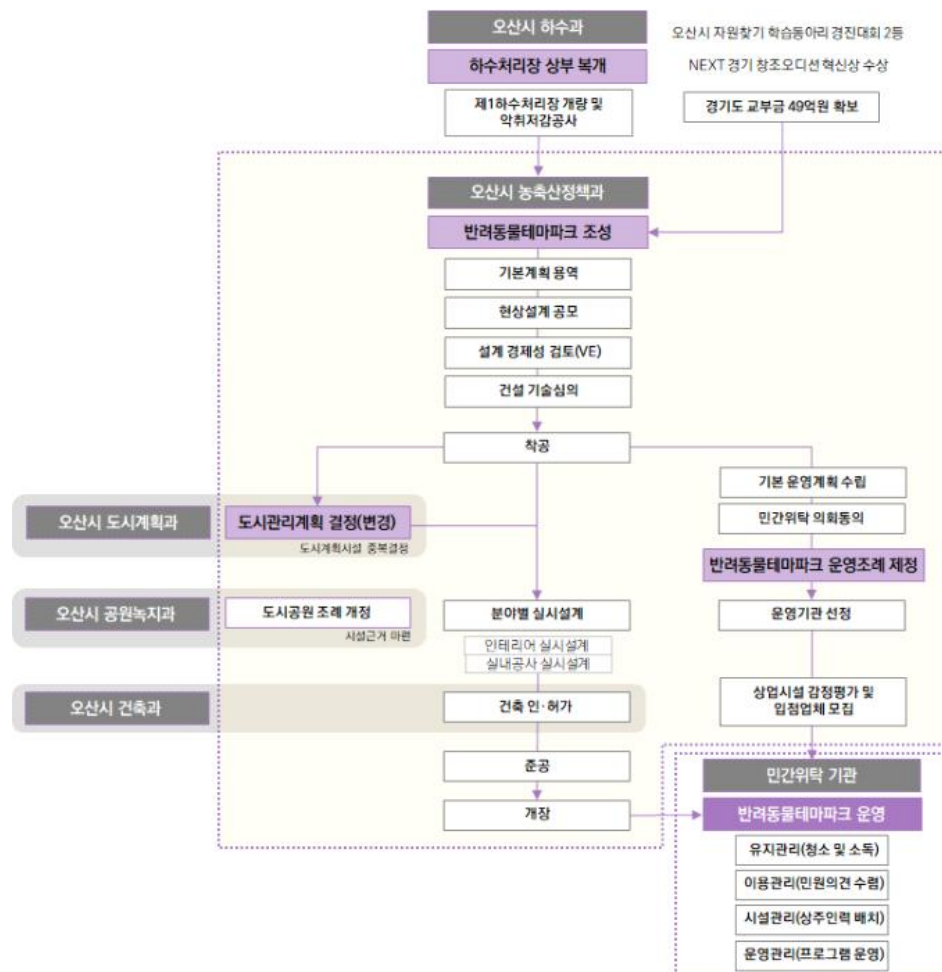 오산시 하수과
하수처리장 상부 복개
제1하수처리장 개량 및
악취저감공사
오산시 자원찾기 학습동아리 경진대회 2등
NEXT 경기 창조오디션 혁신상 수상
경기도 교부금 49억원 확보
오산시 농축산정책과
반려동물테마파크 조성
기본계획 용역
현상설계 공모
설계 경제성 검토(VE)
건설 기술심의
착공
기본 운영계획 수립
오산시 도시계획과
도시관리계획 결정(변경)
도시계획시설 중복결정
민간위탁 의회동의
반려동물테마파크 운영조례 제정
오산시 공원녹지과
도시공원 조례 개정
시설근거 마련
분야별 실시설계
인테리어 실시설계
실내공사 실시설계
운영기관 선정
오산시 건축과
건축 인·허가
상업시설 감정평가 및
입점업체 모집
준공
개장
민간위탁 기관
반려동물테마파크 운영
유지관리(청소 및 소독)
이용관리(민원의견 수렴)
시설관리(상주인력 배치)
운영관리(프로그램 운영)